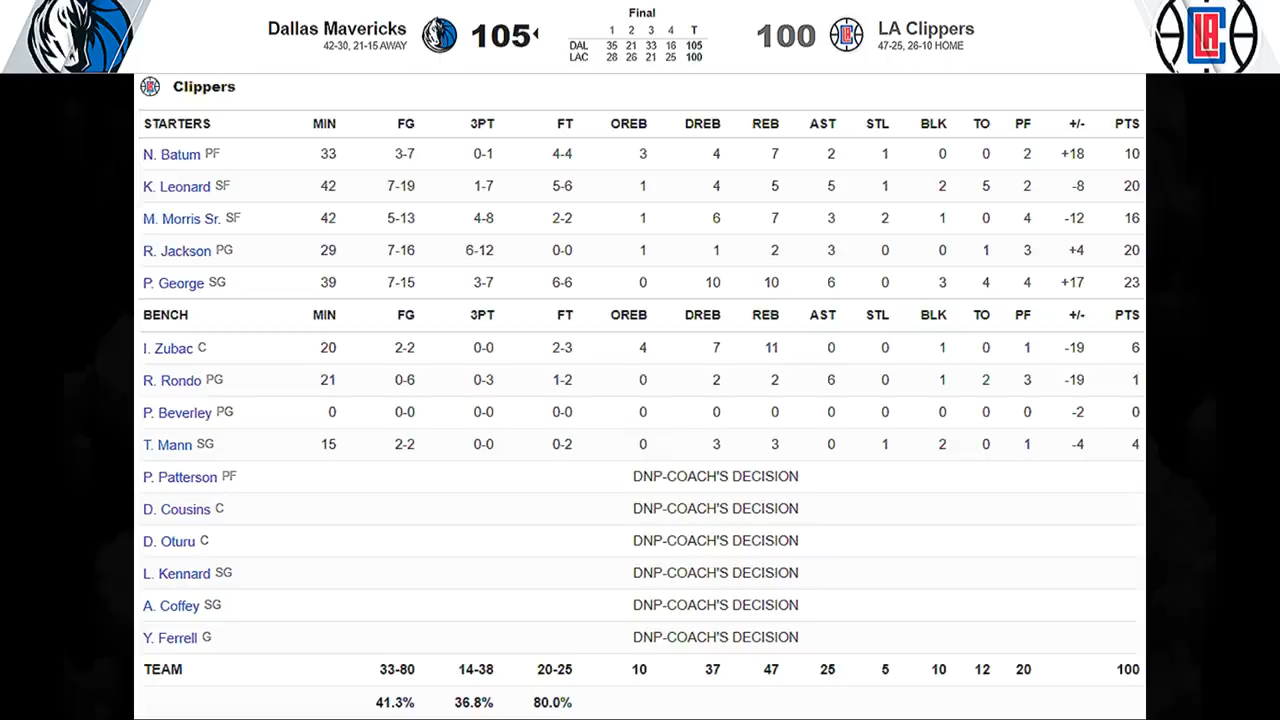 Final
Dallas Mavericks 105 100 LA Clippers
42-30, 21-15 AWAY 47-25, 26-10 HOME
1 2 3 4 T
DAL 35 21 33 16 105
LAC 28 26 21 25 100
Clippers
STARTERS MIN FG 3PT FT OREB DREB REB AST STL BLK TO PF +/- PTS
N. Batum PF 33 3-7 0-1 4-4 3 4 7 2 1 0 0 2 +18 10
K. Leonard SF 42 7-19 1-7 5-6 1 4 5 5 1 2 5 2 -8 20
M. Morris Sr. SF 42 5-13 4-8 2-2 1 6 7 3 2 1 0 4 -12 16
R. Jackson PG 29 7-16 6-12 0-0 1 1 2 3 0 0 1 3 +4 20
P. George SG 39 7-15 3-7 6-6 0 10 10 6 0 3 4 4 +17 23
BENCH MIN FG 3PT FT OREB DREB REB AST STL BLK TO PF +/- PTS
I. Zubac C 20 2-2 0-0 2-3 4 7 11 0 0 1 0 1 -19 6
R. Rondo PG 21 0-6 0-3 1-2 0 2 2 6 0 1 2 3 -19 1
P. Beverley PG 0 0-0 0-0 0-0 0 0 0 0 0 0 0 0 -2 0
T. Mann SG 15 2-2 0-0 0-2 0 3 3 0 1 2 0 1 -4 4
P. Patterson PF DNP-COACH'S DECISION
D. Cousins C DNP-COACH'S DECISION
D. Oturu C DNP-COACH'S DECISION
L. Kennard SG DNP-COACH'S DECISION
A. Coffey SG DNP-COACH'S DECISION
Y. Ferrell G DNP-COACH'S DECISION
TEAM 33-80 14-38 20-25 10 37 47 25 5 10 12 20 100
41.3% 36.8% 80.0%